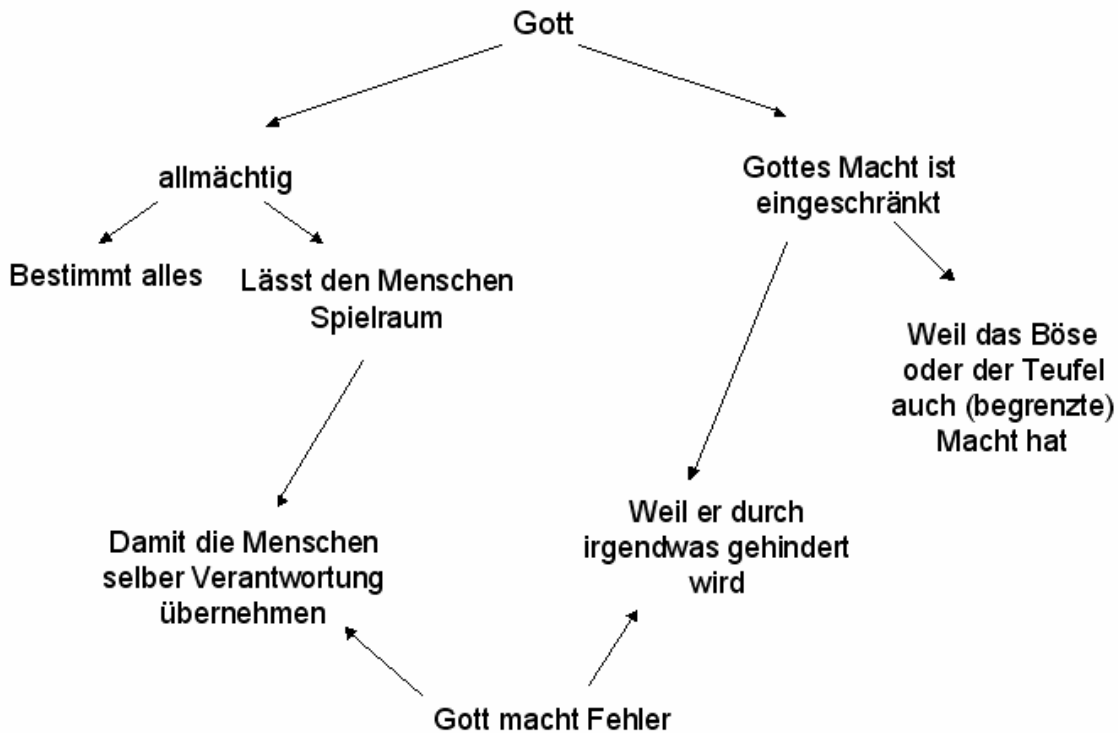 Gott
allmächtig
Gottes Macht ist
eingeschränkt
Bestimmt alles
Lässt den Menschen
Spielraum
Weil das Böse
oder der Teufel
auch (begrenzte)
Macht hat
Damit die Menschen
selber Verantwortung
übernehmen
Weil er durch
irgendwas gehindert
wird
Gott macht Fehler